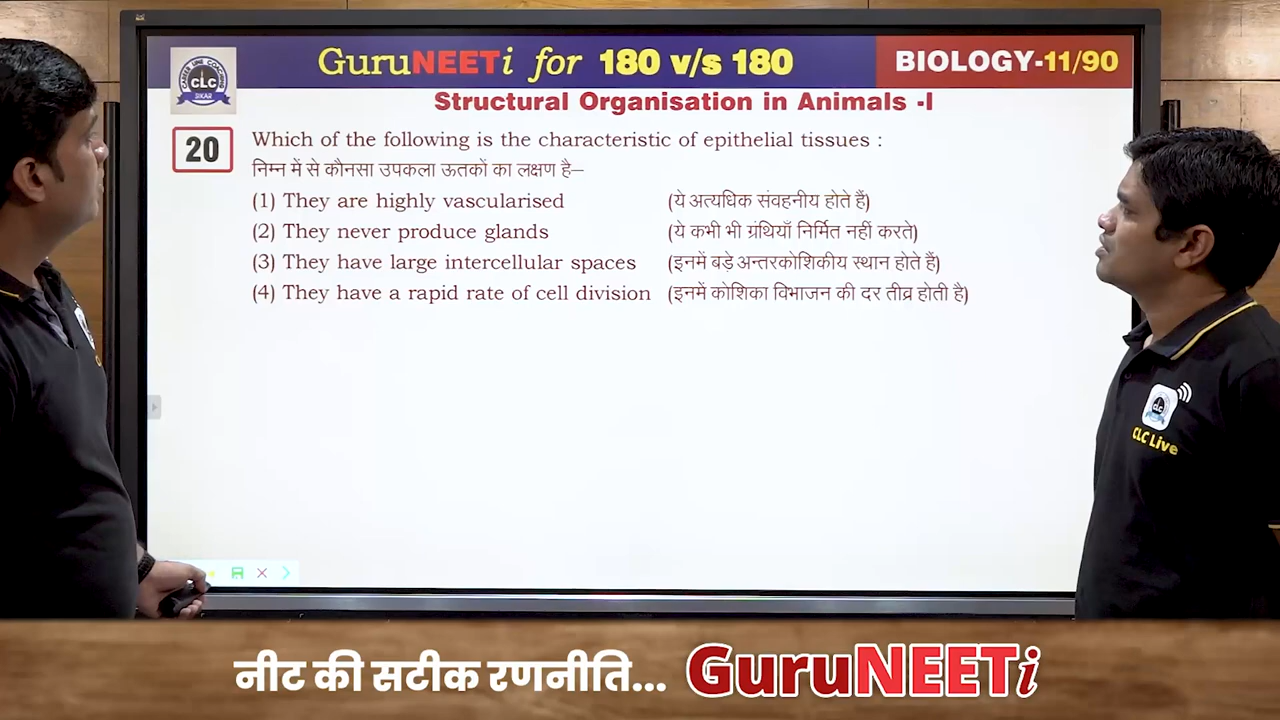 GuruNEETi for 180 v/s 180
BIOLOGY-11/90
CLC
SIKAR
Structural Organisation in Animals -I
20
Which of the following is the characteristic of epithelial tissues :
निम्न में से कौनसा उपकला ऊतकों का लक्षण है–
(1) They are highly vascularised (ये अत्यधिक संवहनीय होते हैं)
(2) They never produce glands (ये कभी भी ग्रंथियाँ निर्मित नहीं करते)
(3) They have large intercellular spaces (इनमें बड़े अन्तरकोशिकीय स्थान होते हैं)
(4) They have a rapid rate of cell division (इनमें कोशिका विभाजन की दर तीव्र होती है)
CLC
CLC Live
नीट की सटीक रणनीति... GuruNEETi